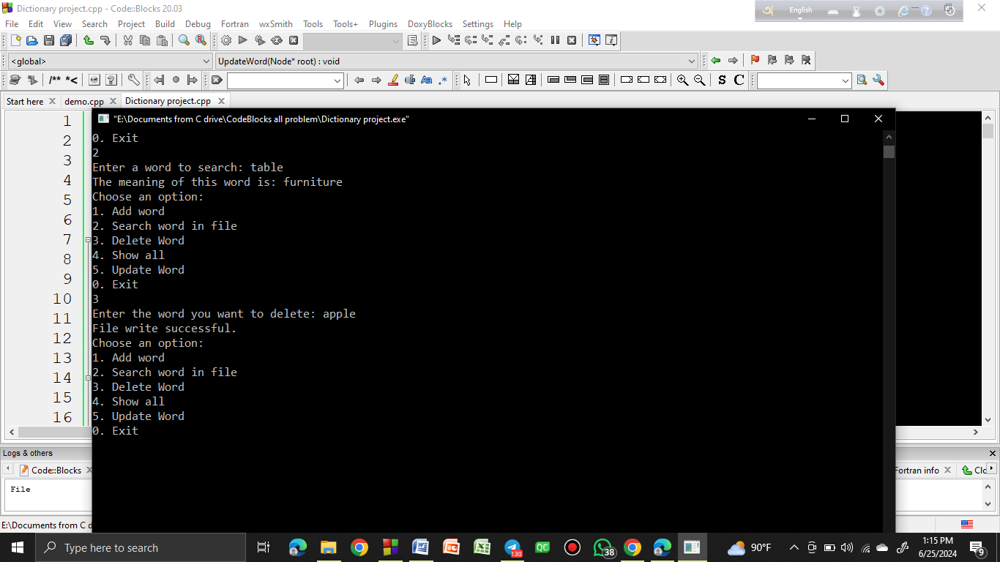 Dictionary project.cpp - Code::Blocks 20.03
English
File Edit View Search Project Build Debug Fortran wxSmith Tools Tools+ Plugins DoxyBlocks Settings Help
<global>
UpdateWord(Node* root) : void
/** *<
Aa .*
S C
Start here
demo.cpp
Dictionary project.cpp
1
2
3
4
5
6
7
8
9
10
11
12
13
14
15
16
"E:\Documents from C drive\CodeBlocks all problem\Dictionary project.exe"
0. Exit
2
Enter a word to search: table
The meaning of this word is: furniture
Choose an option:
1. Add word
2. Search word in file
3. Delete Word
4. Show all
5. Update Word
0. Exit
3
Enter the word you want to delete: apple
File write successful.
Choose an option:
1. Add word
2. Search word in file
3. Delete Word
4. Show all
5. Update Word
0. Exit
Logs & others
Code::Blocks
Fortran info
Clo
File
E:\Documents from C d
Type here to search
130
QC
38
90°F
1:15 PM
6/25/2024
9